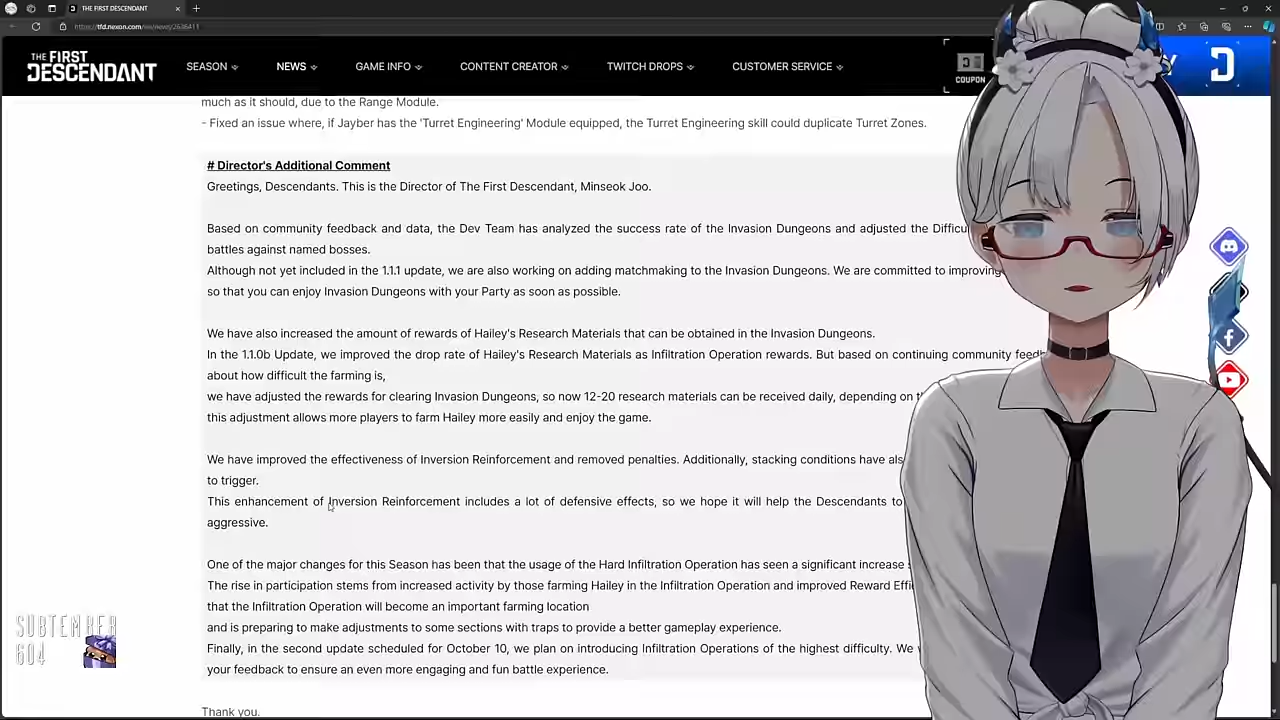 THE FIRST DESCENDANT
https://tfd.nexon.com/en/news/2636411
THE FIRST
DESCENDANT
SEASON
NEWS
GAME INFO
CONTENT CREATOR
TWITCH DROPS
CUSTOMER SERVICE
COUPON
much as it should, due to the Range Module.
- Fixed an issue where, if Jayber has the 'Turret Engineering' Module equipped, the Turret Engineering skill could duplicate Turret Zones.
# Director's Additional Comment
Greetings, Descendants. This is the Director of The First Descendant, Minseok Joo.
Based on community feedback and data, the Dev Team has analyzed the success rate of the Invasion Dungeons and adjusted the
battles against named bosses.
Although not yet included in the 1.1.1 update, we are also working on adding matchmaking to the Invasion Dungeons. We are committed to improving
so that you can enjoy Invasion Dungeons with your Party as soon as possible.
We have also increased the amount of rewards of Hailey's Research Materials that can be obtained in the Invasion Dungeons.
In the 1.1.0b Update, we improved the drop rate of Hailey's Research Materials as Infiltration Operation rewards. But based on continuing community
about how difficult the farming is,
we have adjusted the rewards for clearing Invasion Dungeons, so now 12-20 research materials can be received daily, depending on
this adjustment allows more players to farm Hailey more easily and enjoy the game.
We have improved the effectiveness of Inversion Reinforcement and removed penalties. Additionally, stacking conditions have
to trigger.
This enhancement of Inversion Reinforcement includes a lot of defensive effects, so we hope it will help the Descendants to
aggressive.
One of the major changes for this Season has been that the usage of the Hard Infiltration Operation has seen a significant increase
The rise in participation stems from increased activity by those farming Hailey in the Infiltration Operation and improved Reward
that the Infiltration Operation will become an important farming location
and is preparing to make adjustments to some sections with traps to provide a better gameplay experience.
Finally, in the second update scheduled for October 10, we plan on introducing Infiltration Operations of the highest difficulty. We
your feedback to ensure an even more engaging and fun battle experience.
Thank you.
SUBTEMBER
604